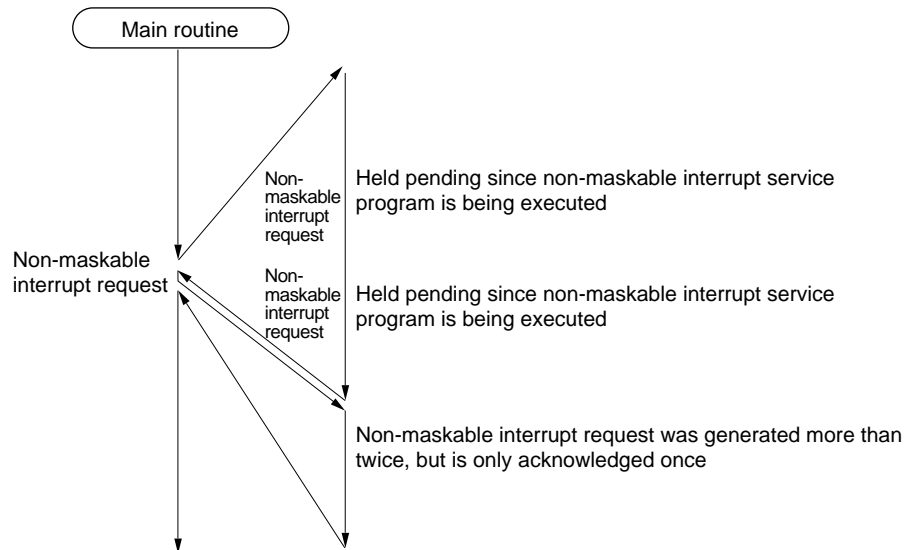 Main routine
Non-
maskable
interrupt
request
Held pending since non-maskable interrupt service
program is being executed
Non-maskable
interrupt request
Non-
maskable
interrupt
request
Held pending since non-maskable interrupt service
program is being executed
Non-maskable interrupt request was generated more than
twice, but is only acknowledged once